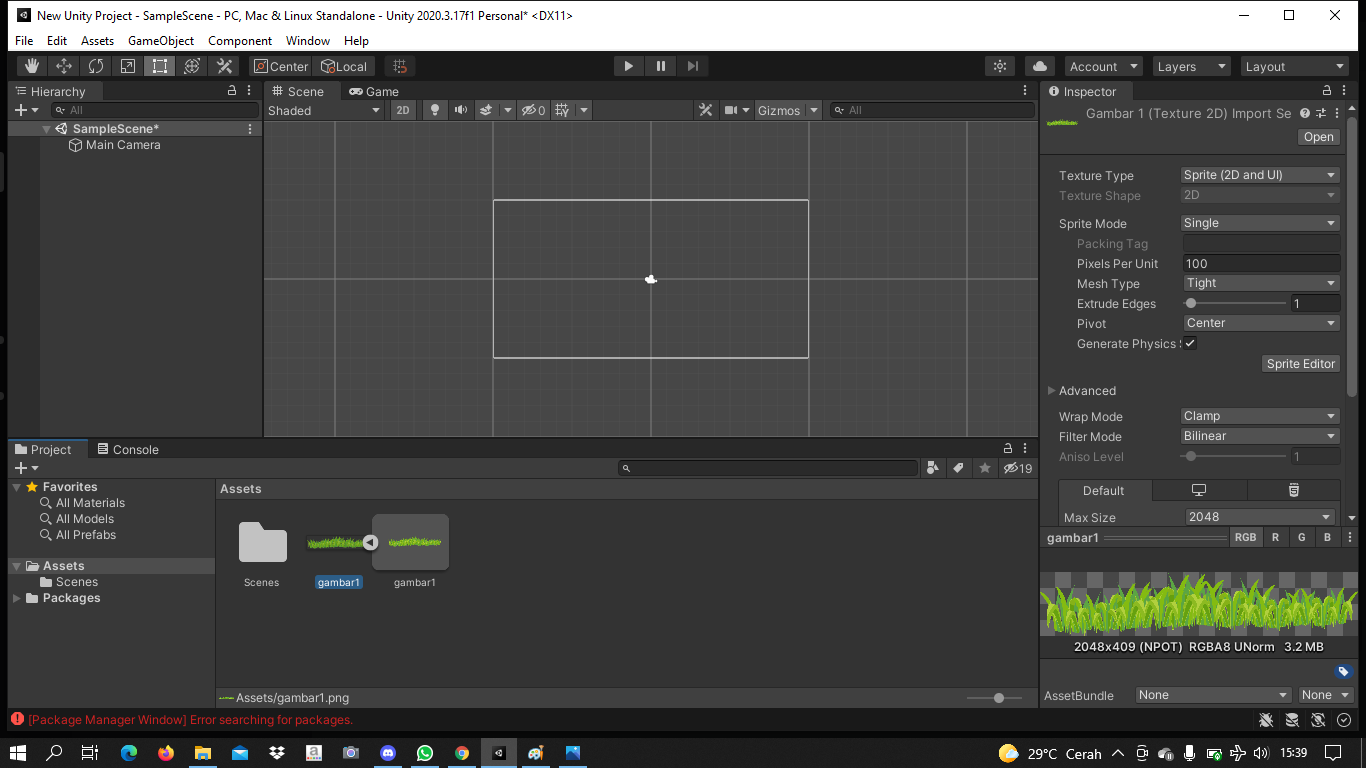 New Unity Project - SampleScene - PC, Mac & Linux Standalone - Unity 2020.3.17f1 Personal* <DX11>
File Edit Assets GameObject Component Window Help
Center Local Account Layers Layout
Hierarchy
All
SampleScene*
Main Camera
Scene Game
Shaded 2D 0 Gizmos All
Inspector
Gambar 1 (Texture 2D) Import Se
Open
Texture Type Sprite (2D and UI)
Texture Shape 2D
Sprite Mode Single
Packing Tag
Pixels Per Unit 100
Mesh Type Tight
Extrude Edges 1
Pivot Center
Generate Physics S
Sprite Editor
Advanced
Wrap Mode Clamp
Filter Mode Bilinear
Aniso Level 1
Default
Max Size 2048
gambar1 RGB R G B
2048x409 (NPOT) RGBA8 UNorm 3.2 MB
AssetBundle None None
Project Console
19
Favorites
All Materials
All Models
All Prefabs
Assets
Scenes
Packages
Assets
Scenes gambar1 gambar1
Assets/gambar1.png
[Package Manager Window] Error searching for packages.
29°C Cerah 15:39